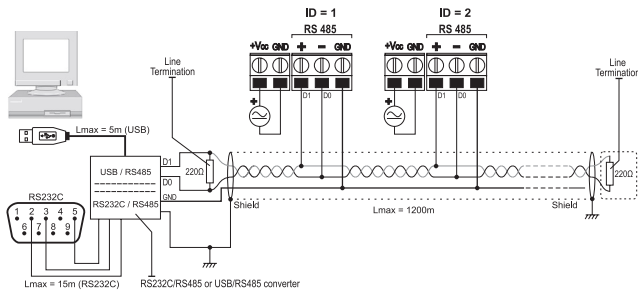 ID = 1
RS 485
+Vcc GND + − GND
D1 D0
ID = 2
RS 485
+Vcc GND + − GND
D1 D0
Line
Termination
Line
Termination
Lmax = 5m (USB)
D1
D0
GND
220Ω
220Ω
USB / RS485
RS232C / RS485
Shield
Lmax = 1200m
Shield
RS232C
1 2 3 4 5
6 7 8 9
Lmax = 15m (RS232C)
RS232C/RS485 or USB/RS485 converter